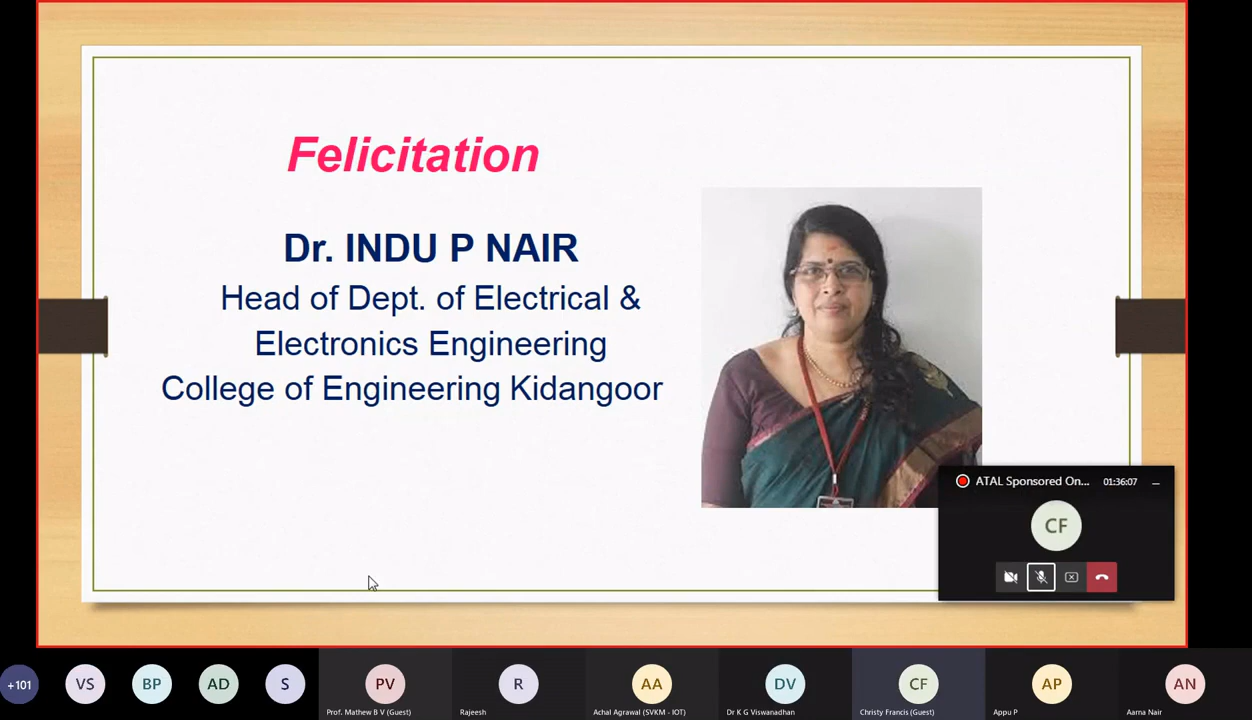 Felicitation
Dr. INDU P NAIR
Head of Dept. of Electrical &
Electronics Engineering
College of Engineering Kidangoor
ATAL Sponsored On... 01:36:07
CF
+101 VS BP AD S PV R AA DV CF AP AN
Prof. Mathew B V (Guest) Rajeesh Achal Agrawal (SVKM - IOT) Dr K G Viswanadhan Christy Francis (Guest) Appu P Aarna Nair